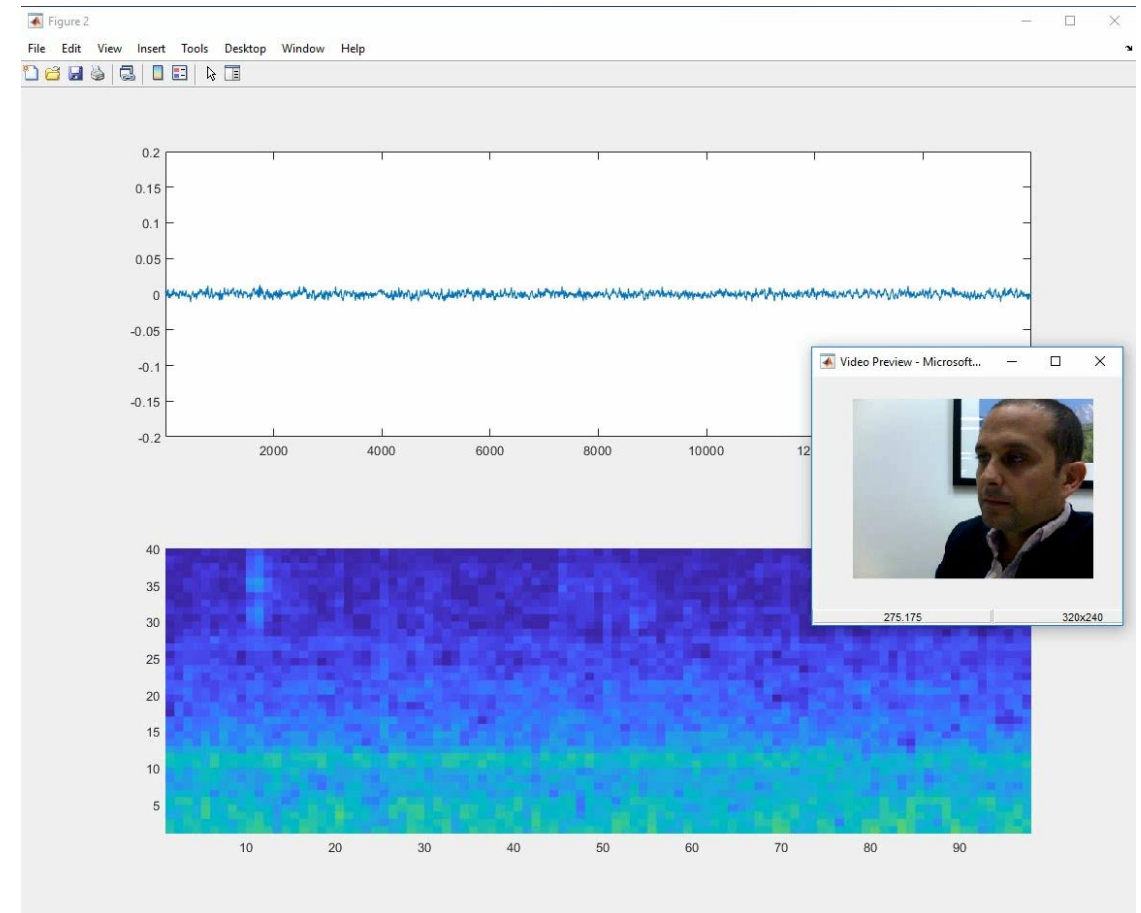 Figure 2
File Edit View Insert Tools Desktop Window Help
0.2
0.15
0.1
0.05
0
-0.05
-0.1
-0.15
-0.2
2000 4000 6000 8000 10000 12
Video Preview - Microsoft...
275.175 320x240
40
35
30
25
20
15
10
5
10 20 30 40 50 60 70 80 90